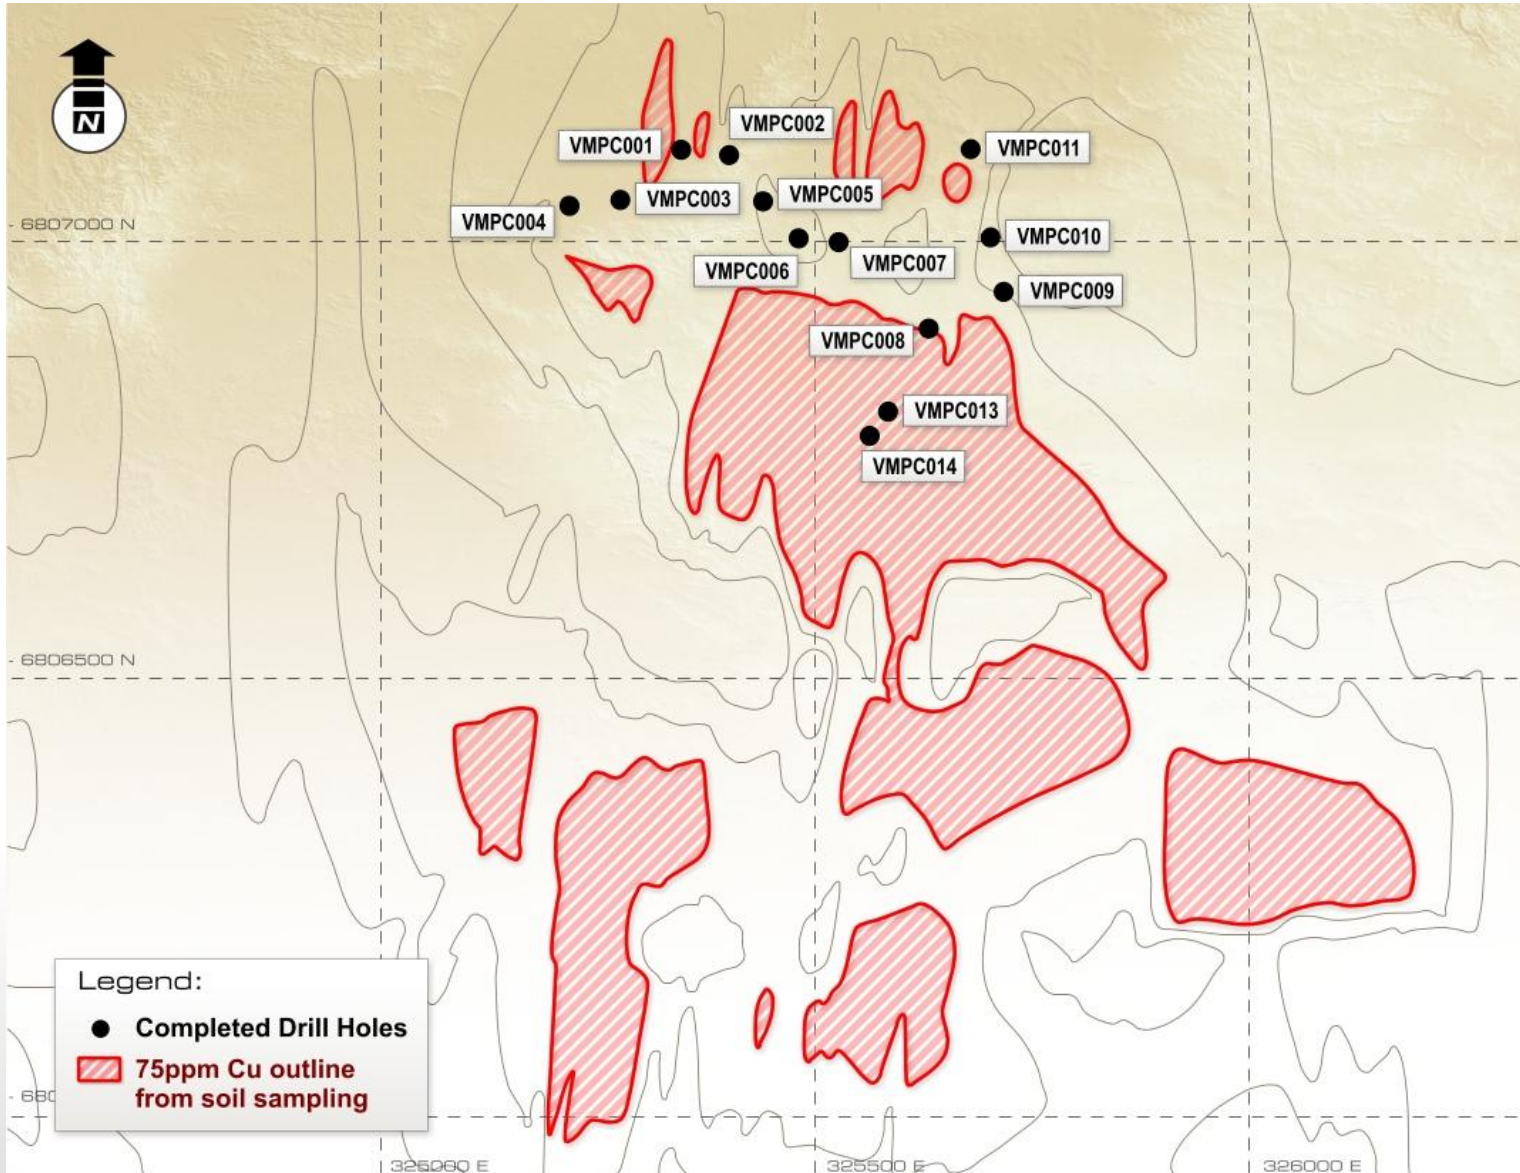 N
VMPC001
VMPC002
VMPC011
VMPC003
VMPC005
VMPC004
- 6807000 N
VMPC010
VMPC006
VMPC007
VMPC009
VMPC008
VMPC013
VMPC014
- 6806500 N
Legend:
Completed Drill Holes
75ppm Cu outline
from soil sampling
325000 E
325500 E
326000 E